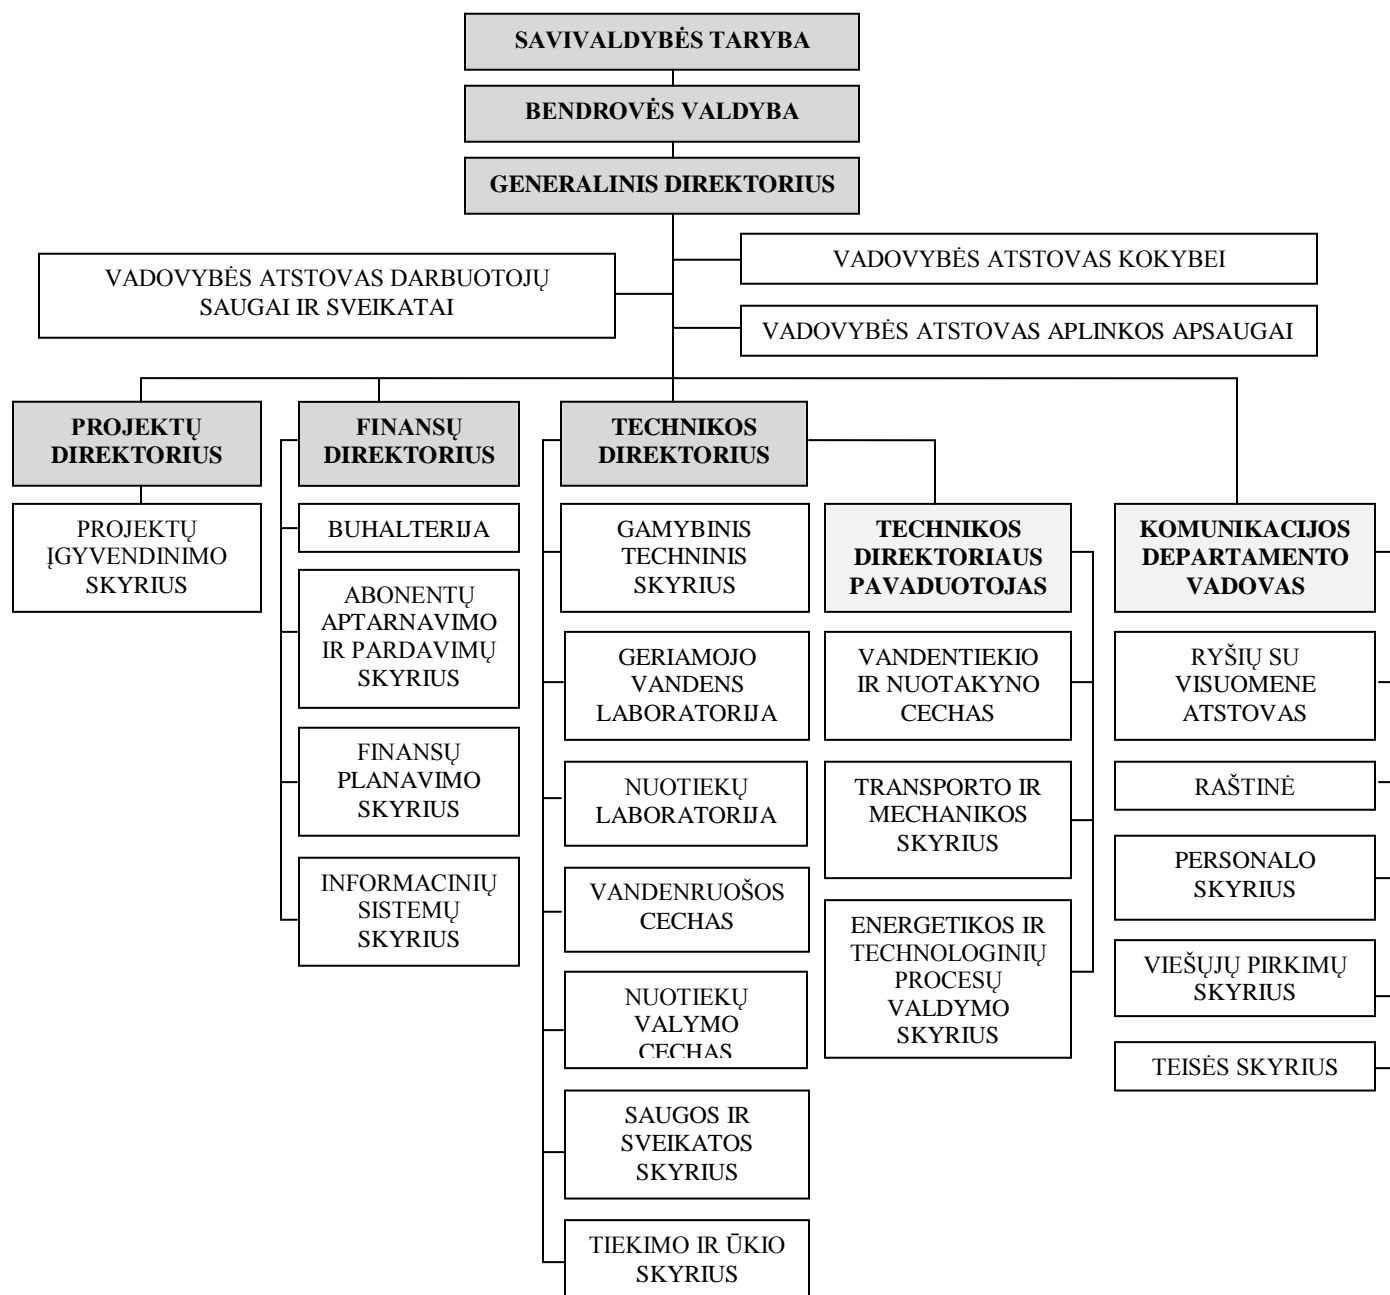 SAVIVALDYBĖS TARYBA
BENDROVĖS VALDYBA
GENERALINIS DIREKTORIUS
VADOVYBĖS ATSTOVAS DARBUOTOJŲ
SAUGAI IR SVEIKATAI
VADOVYBĖS ATSTOVAS KOKYBEI
VADOVYBĖS ATSTOVAS APLINKOS APSAUGAI
PROJEKTŲ
DIREKTORIUS
PROJEKTŲ
ĮGYVENDINIMO
SKYRIUS
FINANSŲ
DIREKTORIUS
BUHALTERIJA
ABONENTŲ
APTARNAVIMO
IR PARDAVIMŲ
SKYRIUS
FINANSŲ
PLANAVIMO
SKYRIUS
INFORMACINIŲ
SISTEMŲ
SKYRIUS
TECHNIKOS
DIREKTORIUS
GAMYBINIS
TECHNINIS
SKYRIUS
GERIAMOJO
VANDENS
LABORATORIJA
NUOTIEKŲ
LABORATORIJA
VANDENRUOŠOS
CECHAS
NUOTIEKŲ
VALYMO
CECHAS
SAUGOS IR
SVEIKATOS
SKYRIUS
TIEKIMO IR ŪKIO
SKYRIUS
TECHNIKOS
DIREKTORIAUS
PAVADUOTOJAS
VANDENTIEKIO
IR NUOTAKYNO
CECHAS
TRANSPORTO IR
MECHANIKOS
SKYRIUS
ENERGETIKOS IR
TECHNOLOGINIŲ
PROCESŲ
VALDYMO
SKYRIUS
KOMUNIKACIJOS
DEPARTAMENTO
VADOVAS
RYŠIŲ SU
VISUOMENE
ATSTOVAS
RAŠTINĖ
PERSONALO
SKYRIUS
VIEŠŲJŲ PIRKIMŲ
SKYRIUS
TEISĖS SKYRIUS